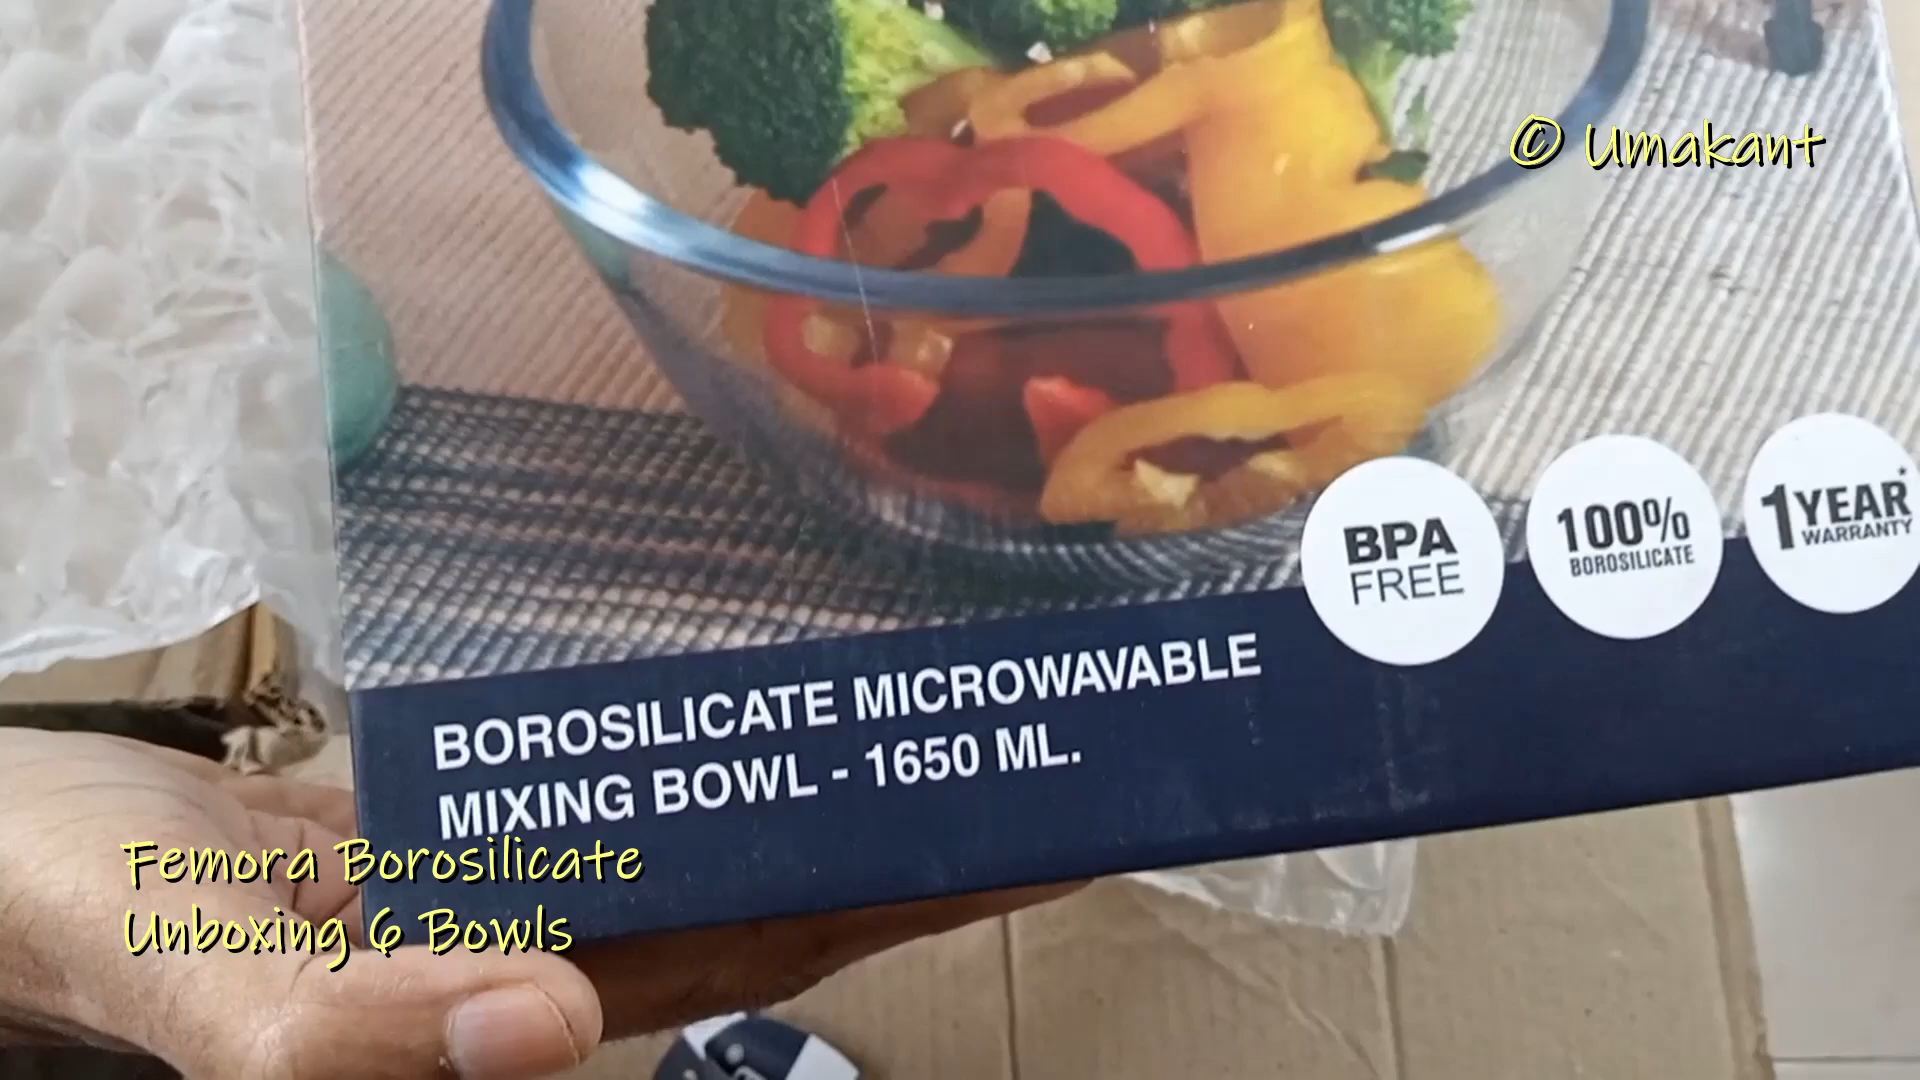 © Umakant
BPA
FREE
100%
BOROSILICATE
1 YEAR*
WARRANTY
BOROSILICATE MICROWAVABLE
MIXING BOWL - 1650 ML.
Femora Borosilicate
Unboxing 6 Bowls